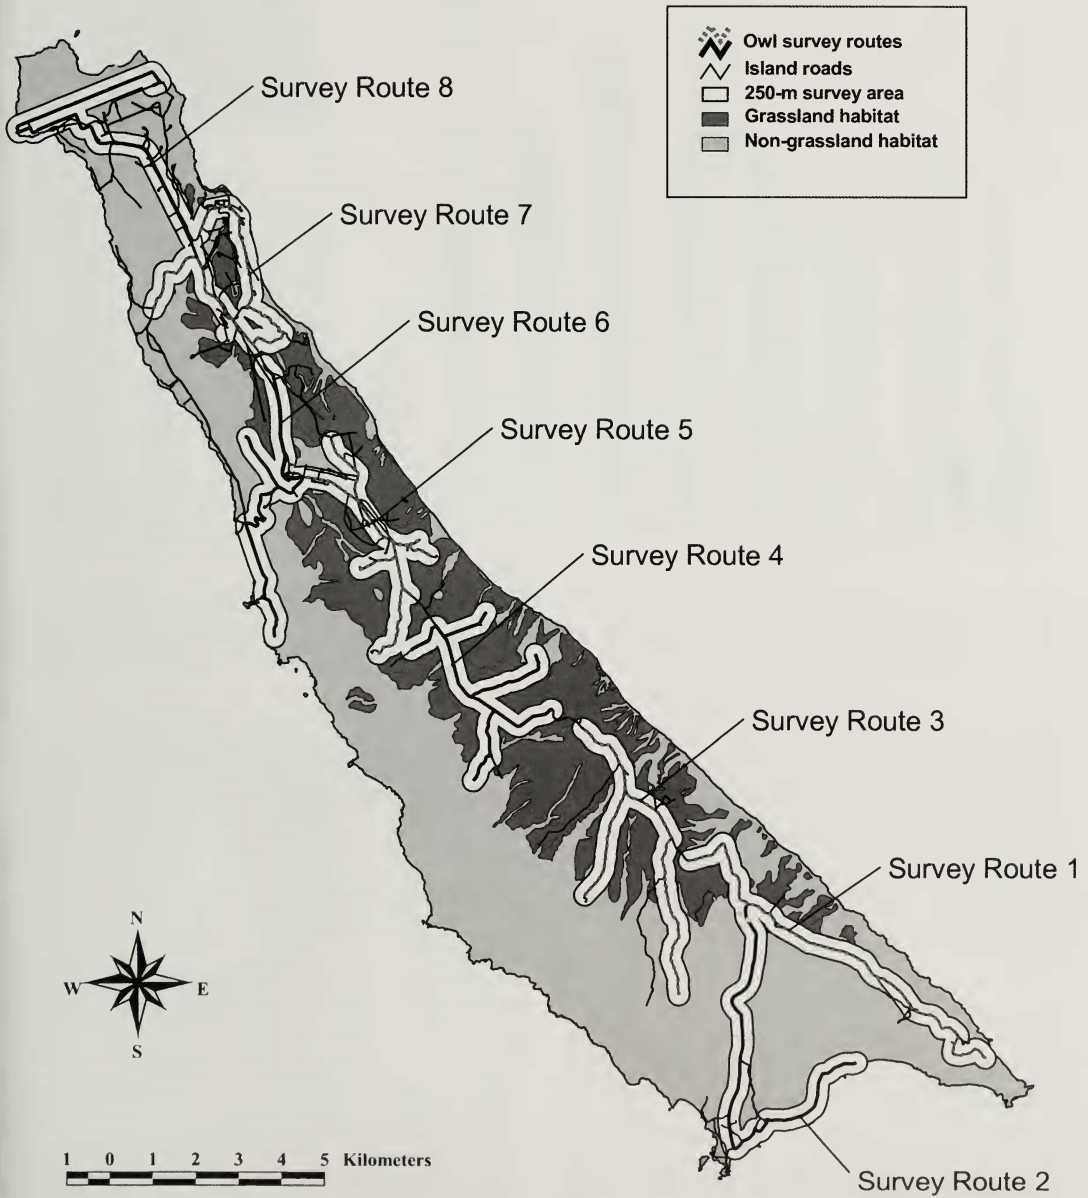 Owl survey routes
Island roads
250-m survey area
Grassland habitat
Non-grassland habitat
Survey Route 8
Survey Route 7
Survey Route 6
Survey Route 5
Survey Route 4
Survey Route 3
Survey Route 1
N
W E
S
1 0 1 2 3 4 5 Kilometers
Survey Route 2